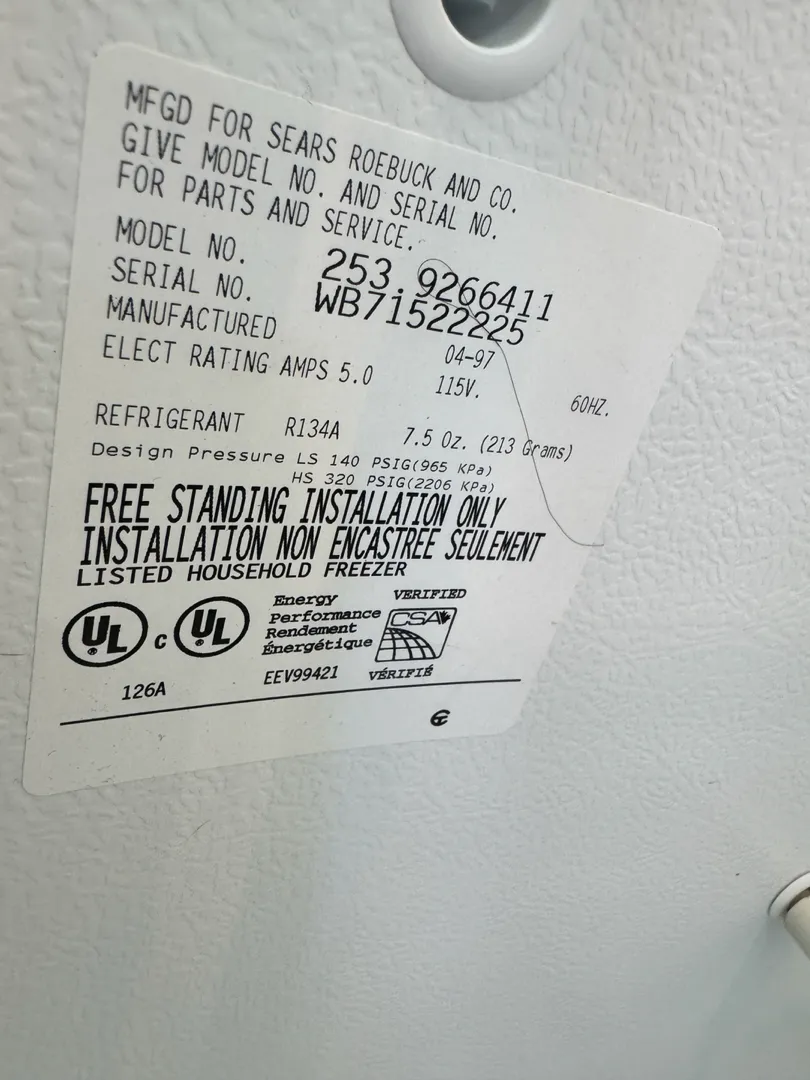 MFGD FOR SEARS ROEBUCK AND CO.
GIVE MODEL NO. AND SERIAL NO.
FOR PARTS AND SERVICE.
MODEL NO. 253.9266411
SERIAL NO. WB71522225
MANUFACTURED 04-97
ELECT RATING AMPS 5.0 115V. 60HZ.
REFRIGERANT R134A 7.5 Oz. (213 Grams)
Design Pressure LS 140 PSIG(965 KPa)
HS 320 PSIG(2206 KPa)
FREE STANDING INSTALLATION ONLY
INSTALLATION NON ENCASTREE SEULEMENT
LISTED HOUSEHOLD FREEZER
UL ® c UL ®
126A
Energy
Performance
Rendement
Énergétique
EEV99421
VERIFIED
CSA
VÉRIFIÉ